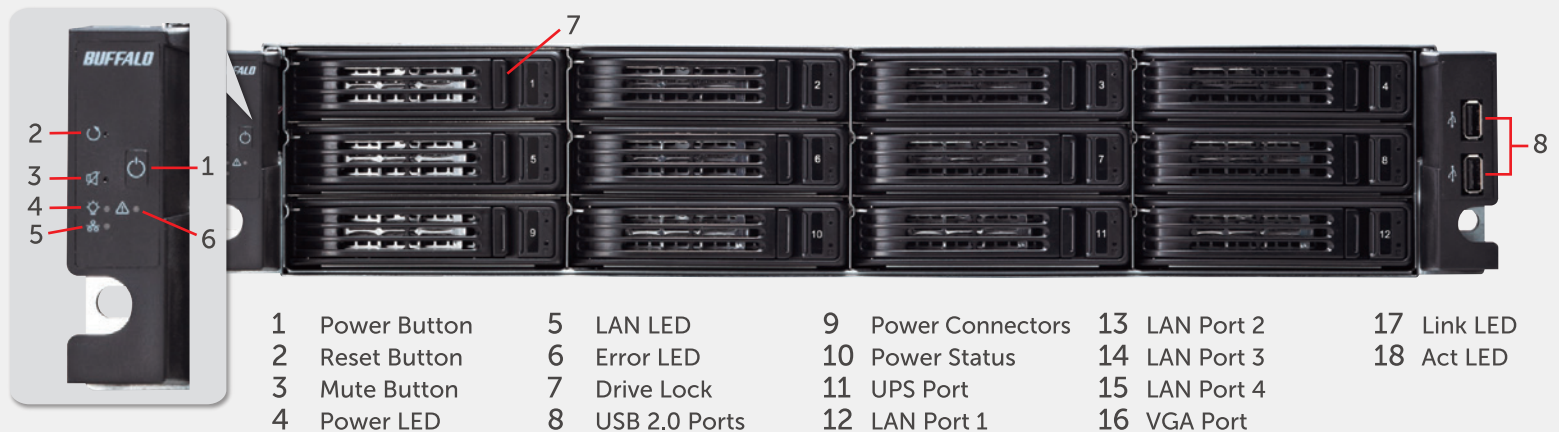 BUFFALO
2
3
4
5
1
6
7
8
FALO
1
2
3
4
5
6
7
8
9
10
11
12
1 Power Button
2 Reset Button
3 Mute Button
4 Power LED
5 LAN LED
6 Error LED
7 Drive Lock
8 USB 2.0 Ports
9 Power Connectors
10 Power Status
11 UPS Port
12 LAN Port 1
13 LAN Port 2
14 LAN Port 3
15 LAN Port 4
16 VGA Port
17 Link LED
18 Act LED